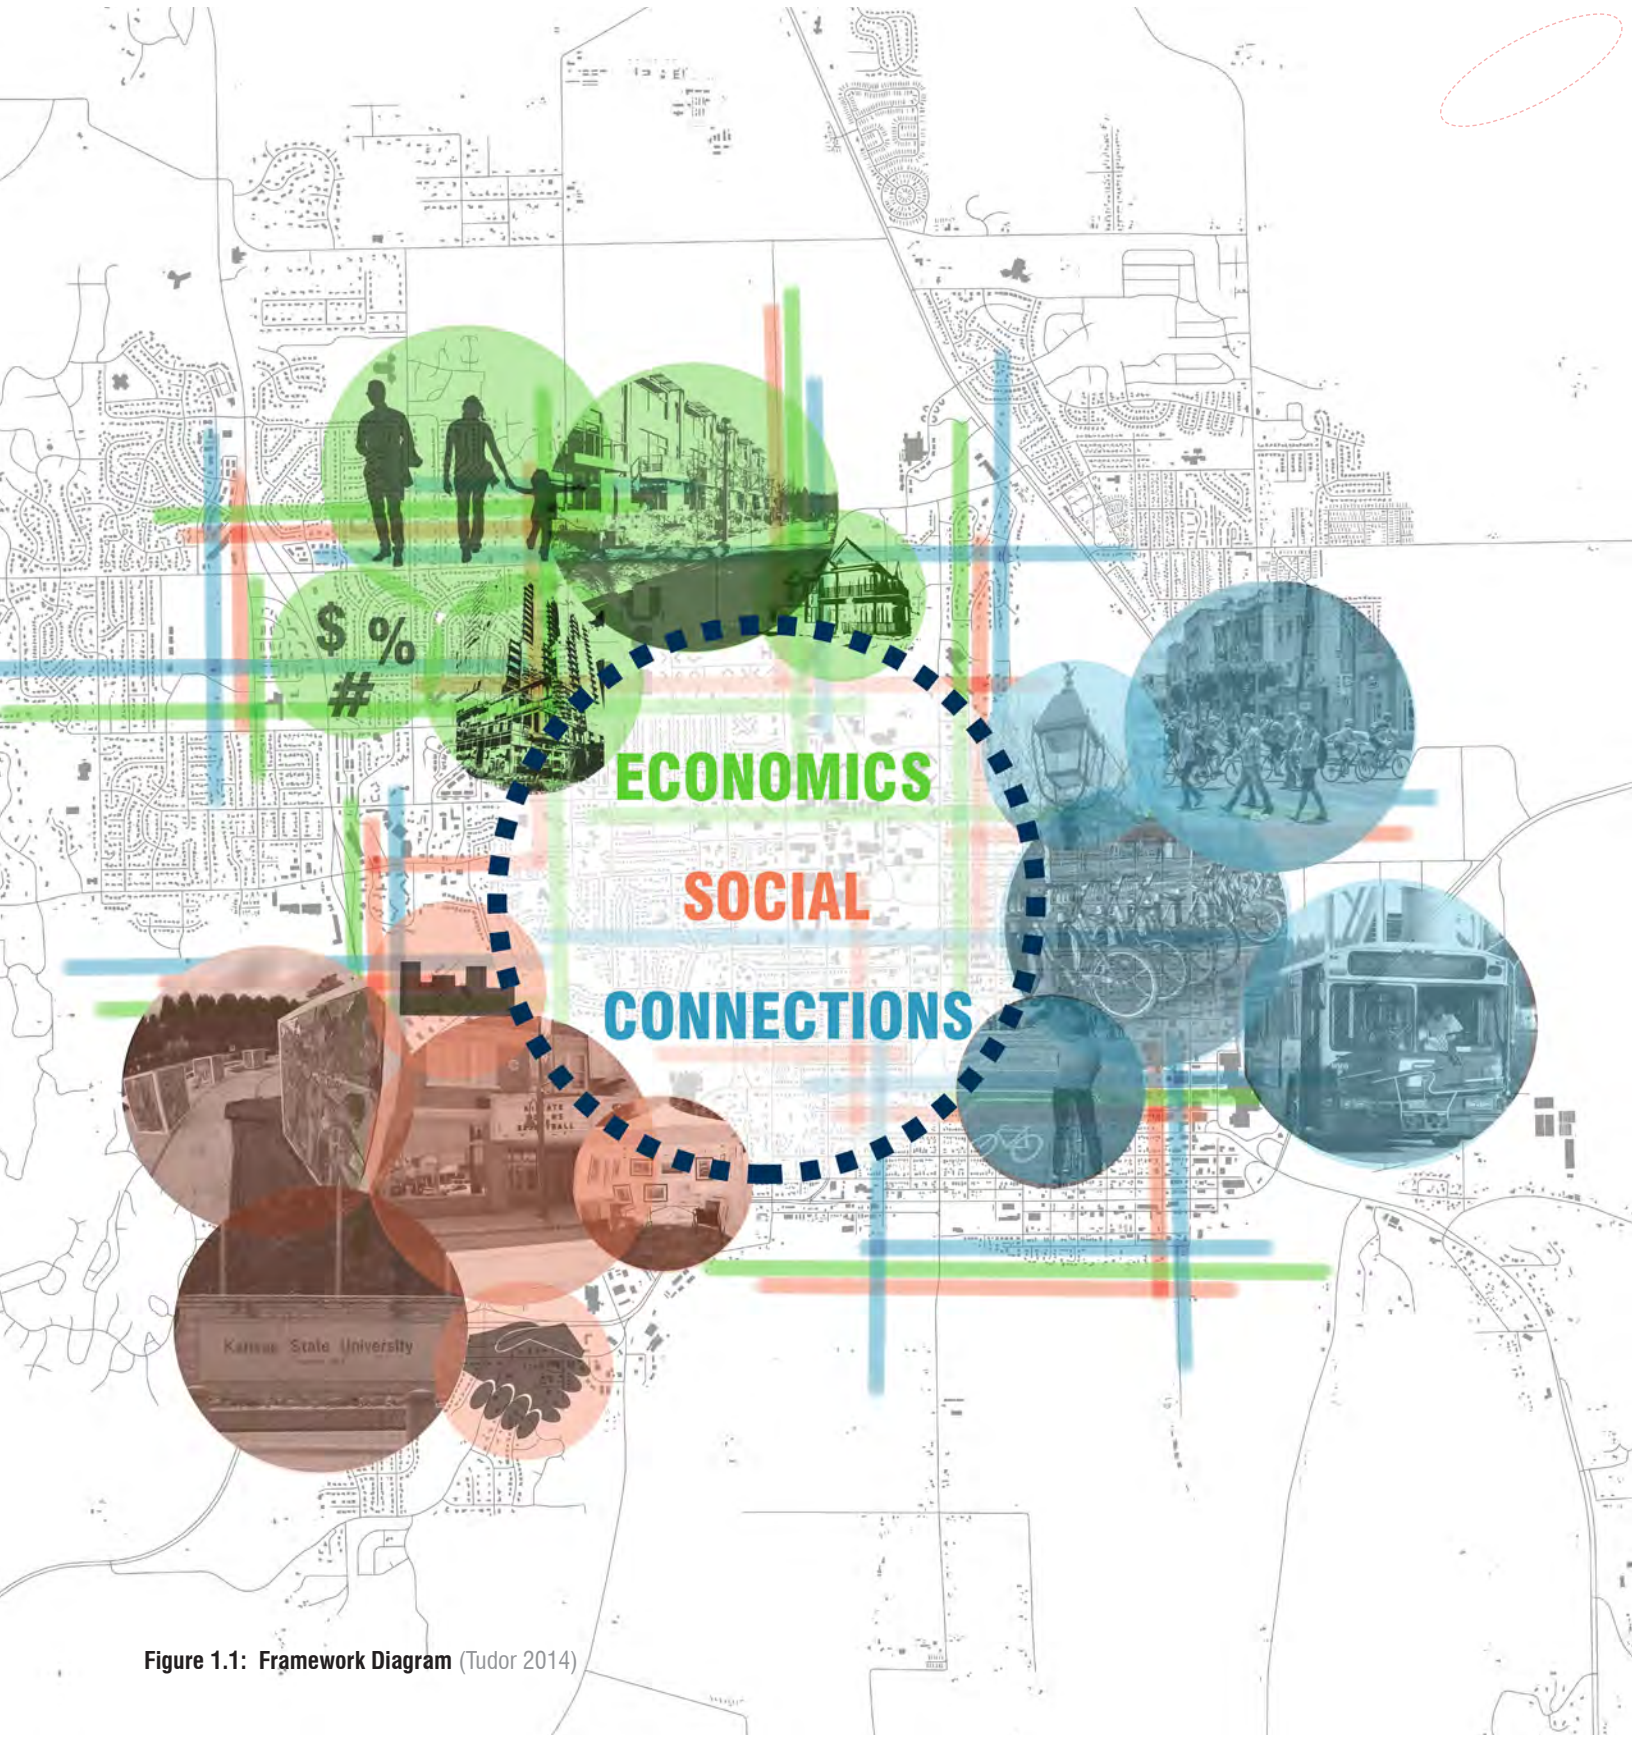 $ %
#
ECONOMICS
SOCIAL
CONNECTIONS
Kansas State University
Figure 1.1: Framework Diagram (Tudor 2014)